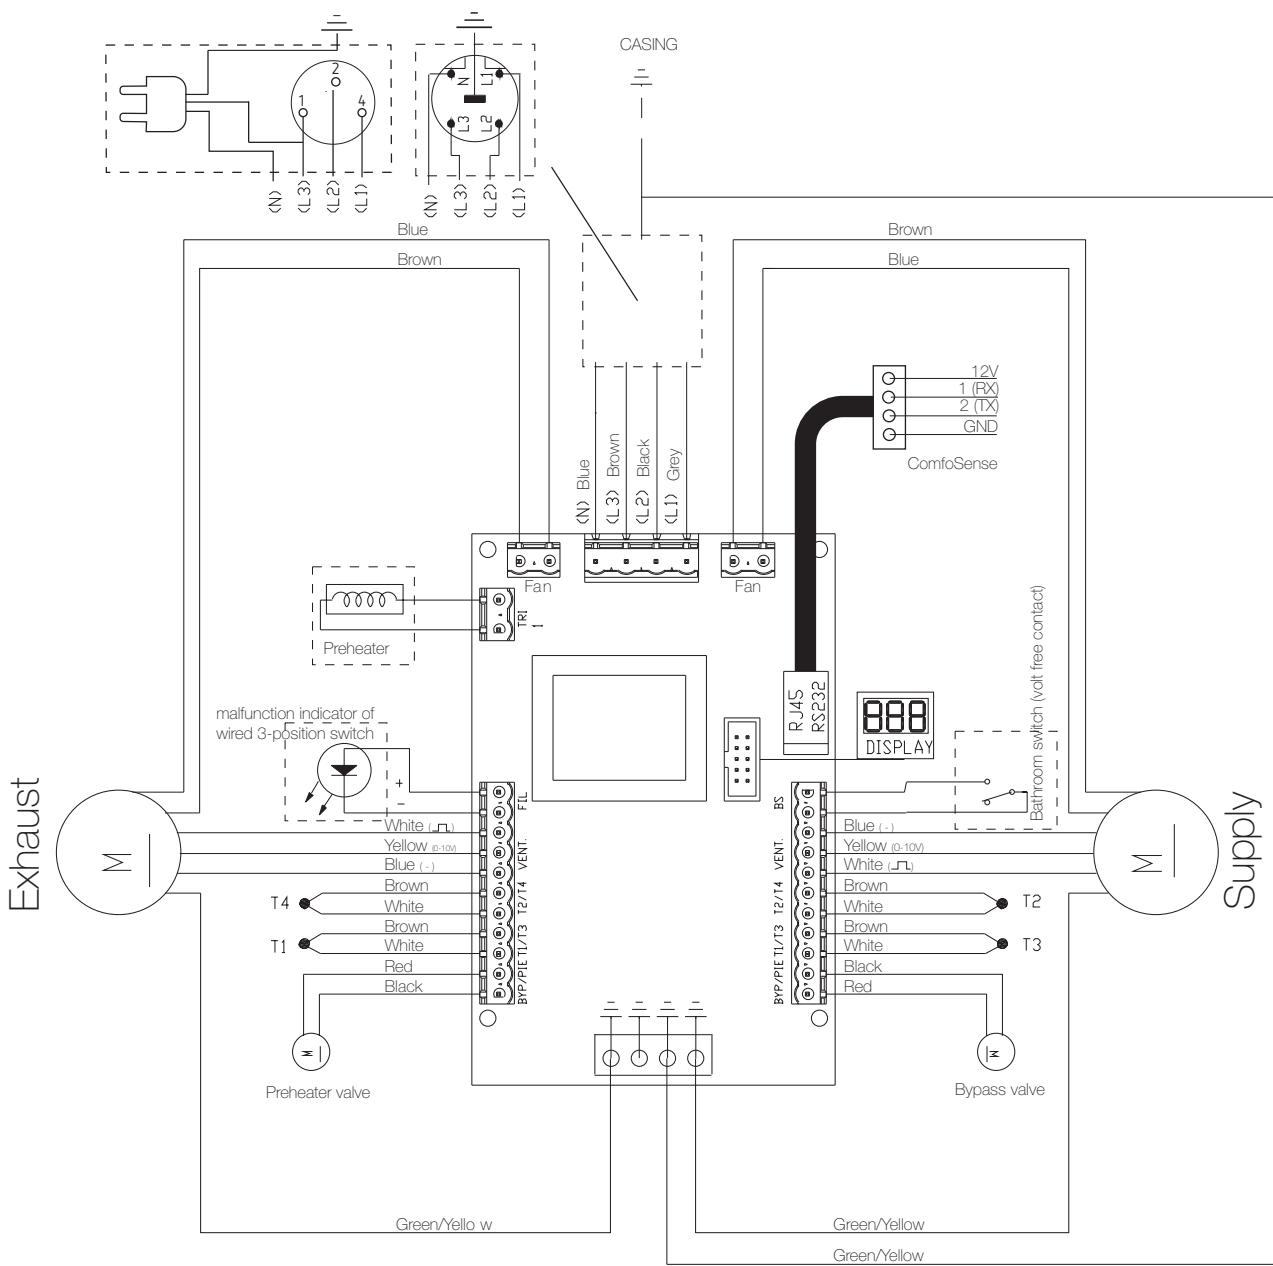 CASING
2
1
4
(N)
(L3)
(L2)
(L1)
N
L1
L3
L2
(N)
(L3)
(L2)
(L1)
Blue
Brown
Brown
Blue
12V
1 (RX)
2 (TX)
GND
ComfoSense
(N) Blue
(L3) Brown
(L2) Black
(L1) Grey
Fan
Fan
TRI
1
Preheater
RJ45
RS232
888
DISPLAY
Bathroom switch (volt free contact)
malfunction indicator of
wired 3-position switch
+
−
Exhaust
M
White
Yellow (0-10V)
Blue (-)
Brown
White
Brown
White
Red
Black
T4
T1
FIL
VENT.
T2/T4
T1/T3
BYP/PIE
BS
VENT.
T2/T4
T1/T3
BYP/PIE
Blue (-)
Yellow (0-10V)
White
Brown
White
Brown
White
Black
Red
T2
T3
M
Supply
M
Preheater valve
M
Bypass valve
Green/Yello w
Green/Yellow
Green/Yellow